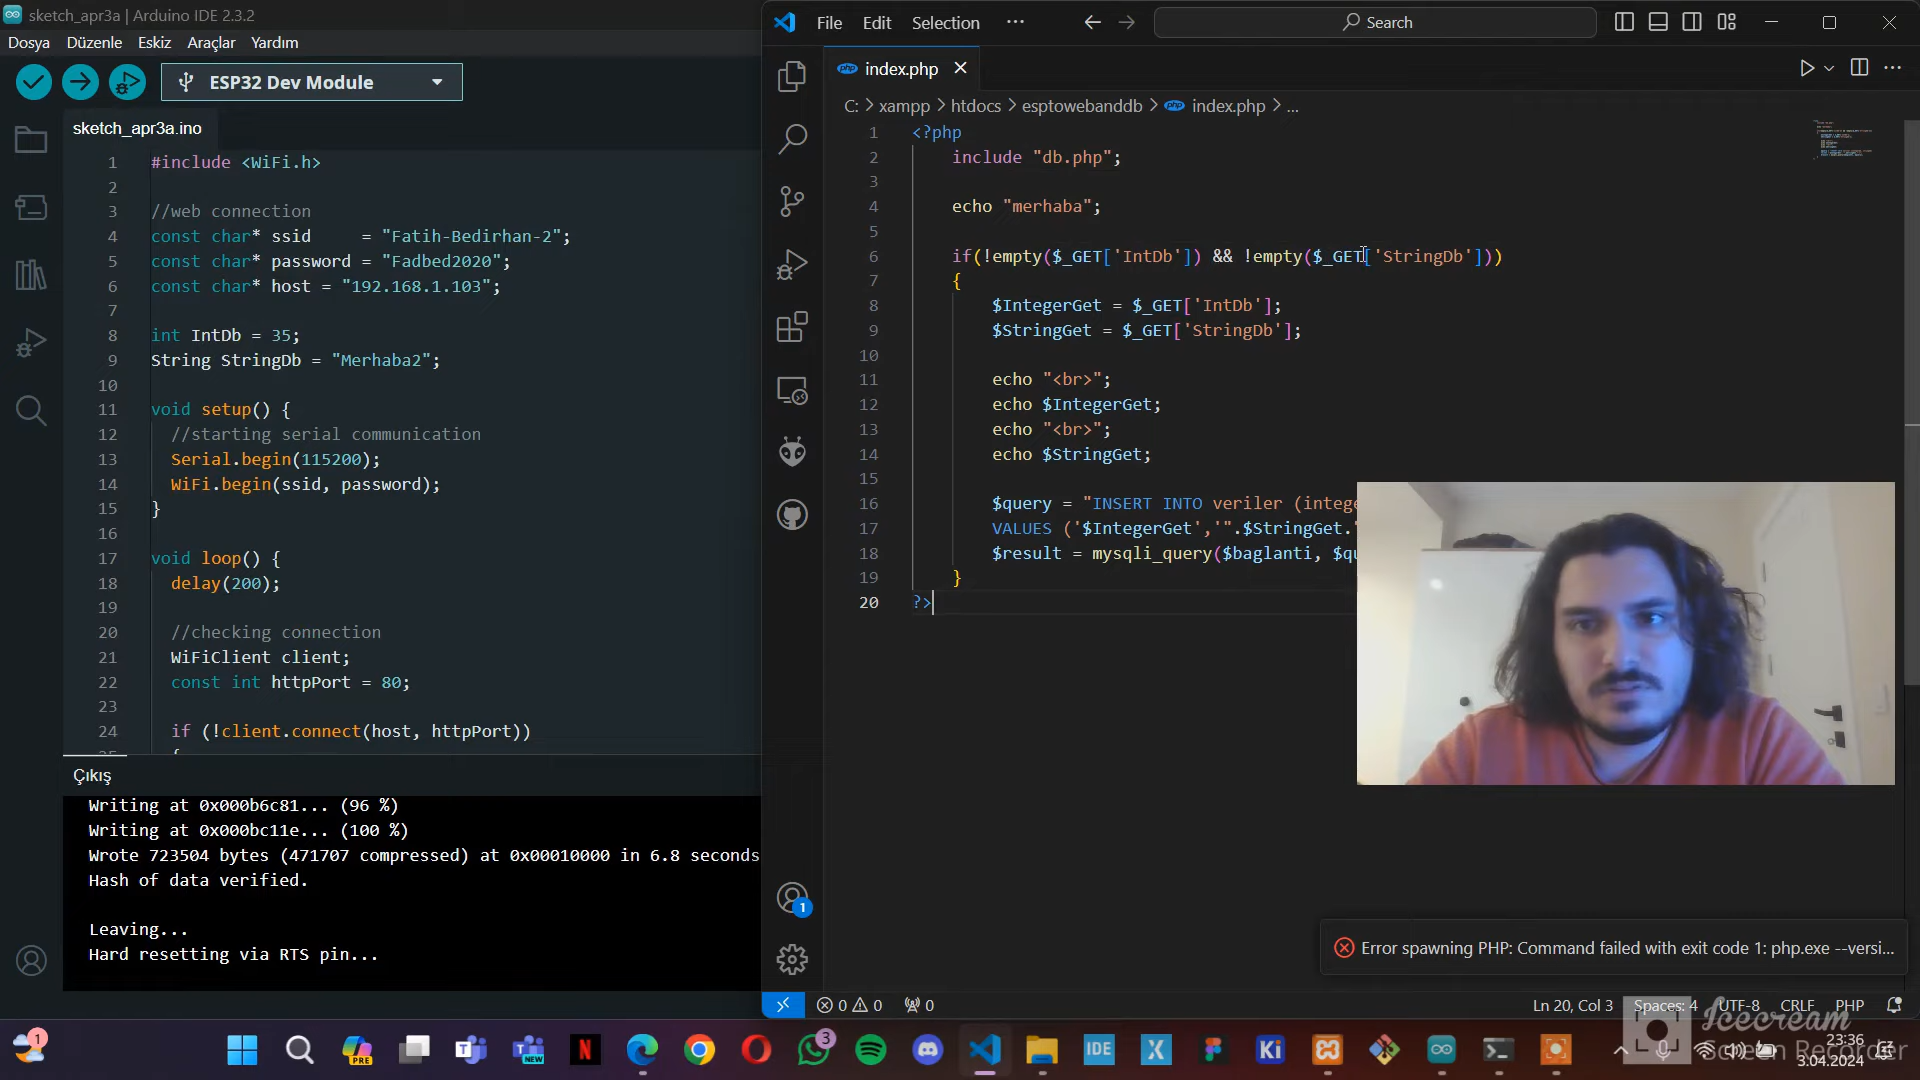 sketch_apr3a | Arduino IDE 2.3.2
Dosya Düzenle Eskiz Araçlar Yardım
ESP32 Dev Module
sketch_apr3a.ino
1 #include <WiFi.h>
2
3 //web connection
4 const char* ssid     = "Fatih-Bedirhan-2";
5 const char* password = "Fadbed2020";
6 const char* host = "192.168.1.103";
7
8 int IntDb = 35;
9 String StringDb = "Merhaba2";
10
11 void setup() {
12 //starting serial communication
13 Serial.begin(115200);
14 WiFi.begin(ssid, password);
15 }
16
17 void loop() {
18 delay(200);
19
20 //checking connection
21 WiFiClient client;
22 const int httpPort = 80;
23
24 if (!client.connect(host, httpPort))
Çıkış
Writing at 0x000b6c81... (96 %)
Writing at 0x000bc11e... (100 %)
Wrote 723504 bytes (471707 compressed) at 0x00010000 in 6.8 seconds
Hash of data verified.
Leaving...
Hard resetting via RTS pin...
File Edit Selection ··· Search
index.php
C: > xampp > htdocs > esptowebanddb > index.php > ...
1 <?php
2 include "db.php";
3
4 echo "merhaba";
5
6 if(!empty($_GET['IntDb']) && !empty($_GET['StringDb']))
7 {
8 $IntegerGet = $_GET['IntDb'];
9 $StringGet = $_GET['StringDb'];
10
11 echo "<br>";
12 echo $IntegerGet;
13 echo "<br>";
14 echo $StringGet;
15
16 $query = "INSERT INTO veriler (intege
17 VALUES ('$IntegerGet','".$StringGet."
18 $result = mysqli_query($baglanti, $qu
19 }
20 ?>
1
Error spawning PHP: Command failed with exit code 1: php.exe --versi...
0 0 0 Ln 20, Col 3 Spaces: 4 UTF-8 CRLF PHP
Icecream
Screen Recorder
1 PRE NEW N 3 IDE X Ki
23:36
3.04.2024